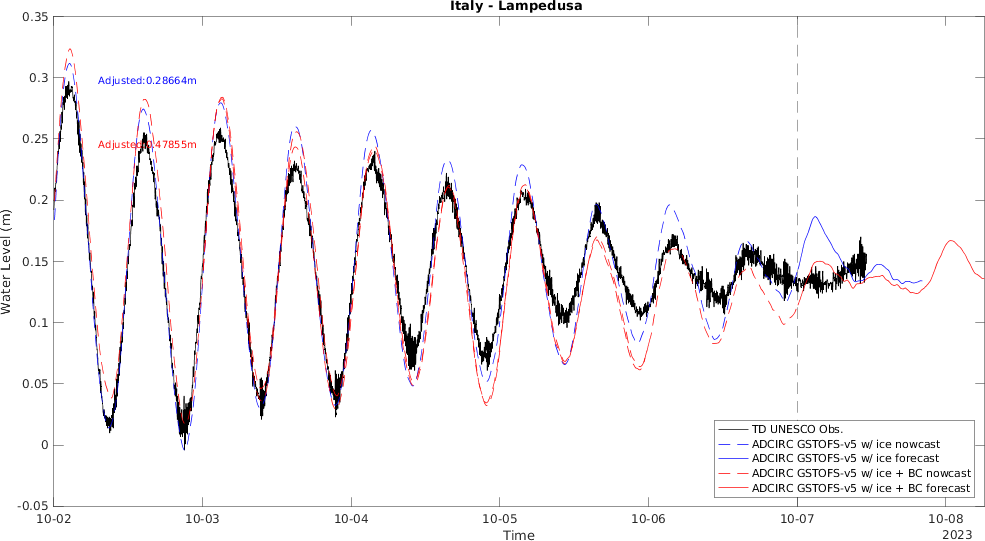 Italy - Lampedusa
0.35
0.3
0.25
0.2
0.15
0.1
0.05
0
-0.05
Water Level (m)
Adjusted:0.28664m
Adjusted:0.47855m
TD UNESCO Obs.
ADCIRC GSTOFS-v5 w/ ice nowcast
ADCIRC GSTOFS-v5 w/ ice forecast
ADCIRC GSTOFS-v5 w/ ice + BC nowcast
ADCIRC GSTOFS-v5 w/ ice + BC forecast
10-02 10-03 10-04 10-05 10-06 10-07 10-08
Time
2023